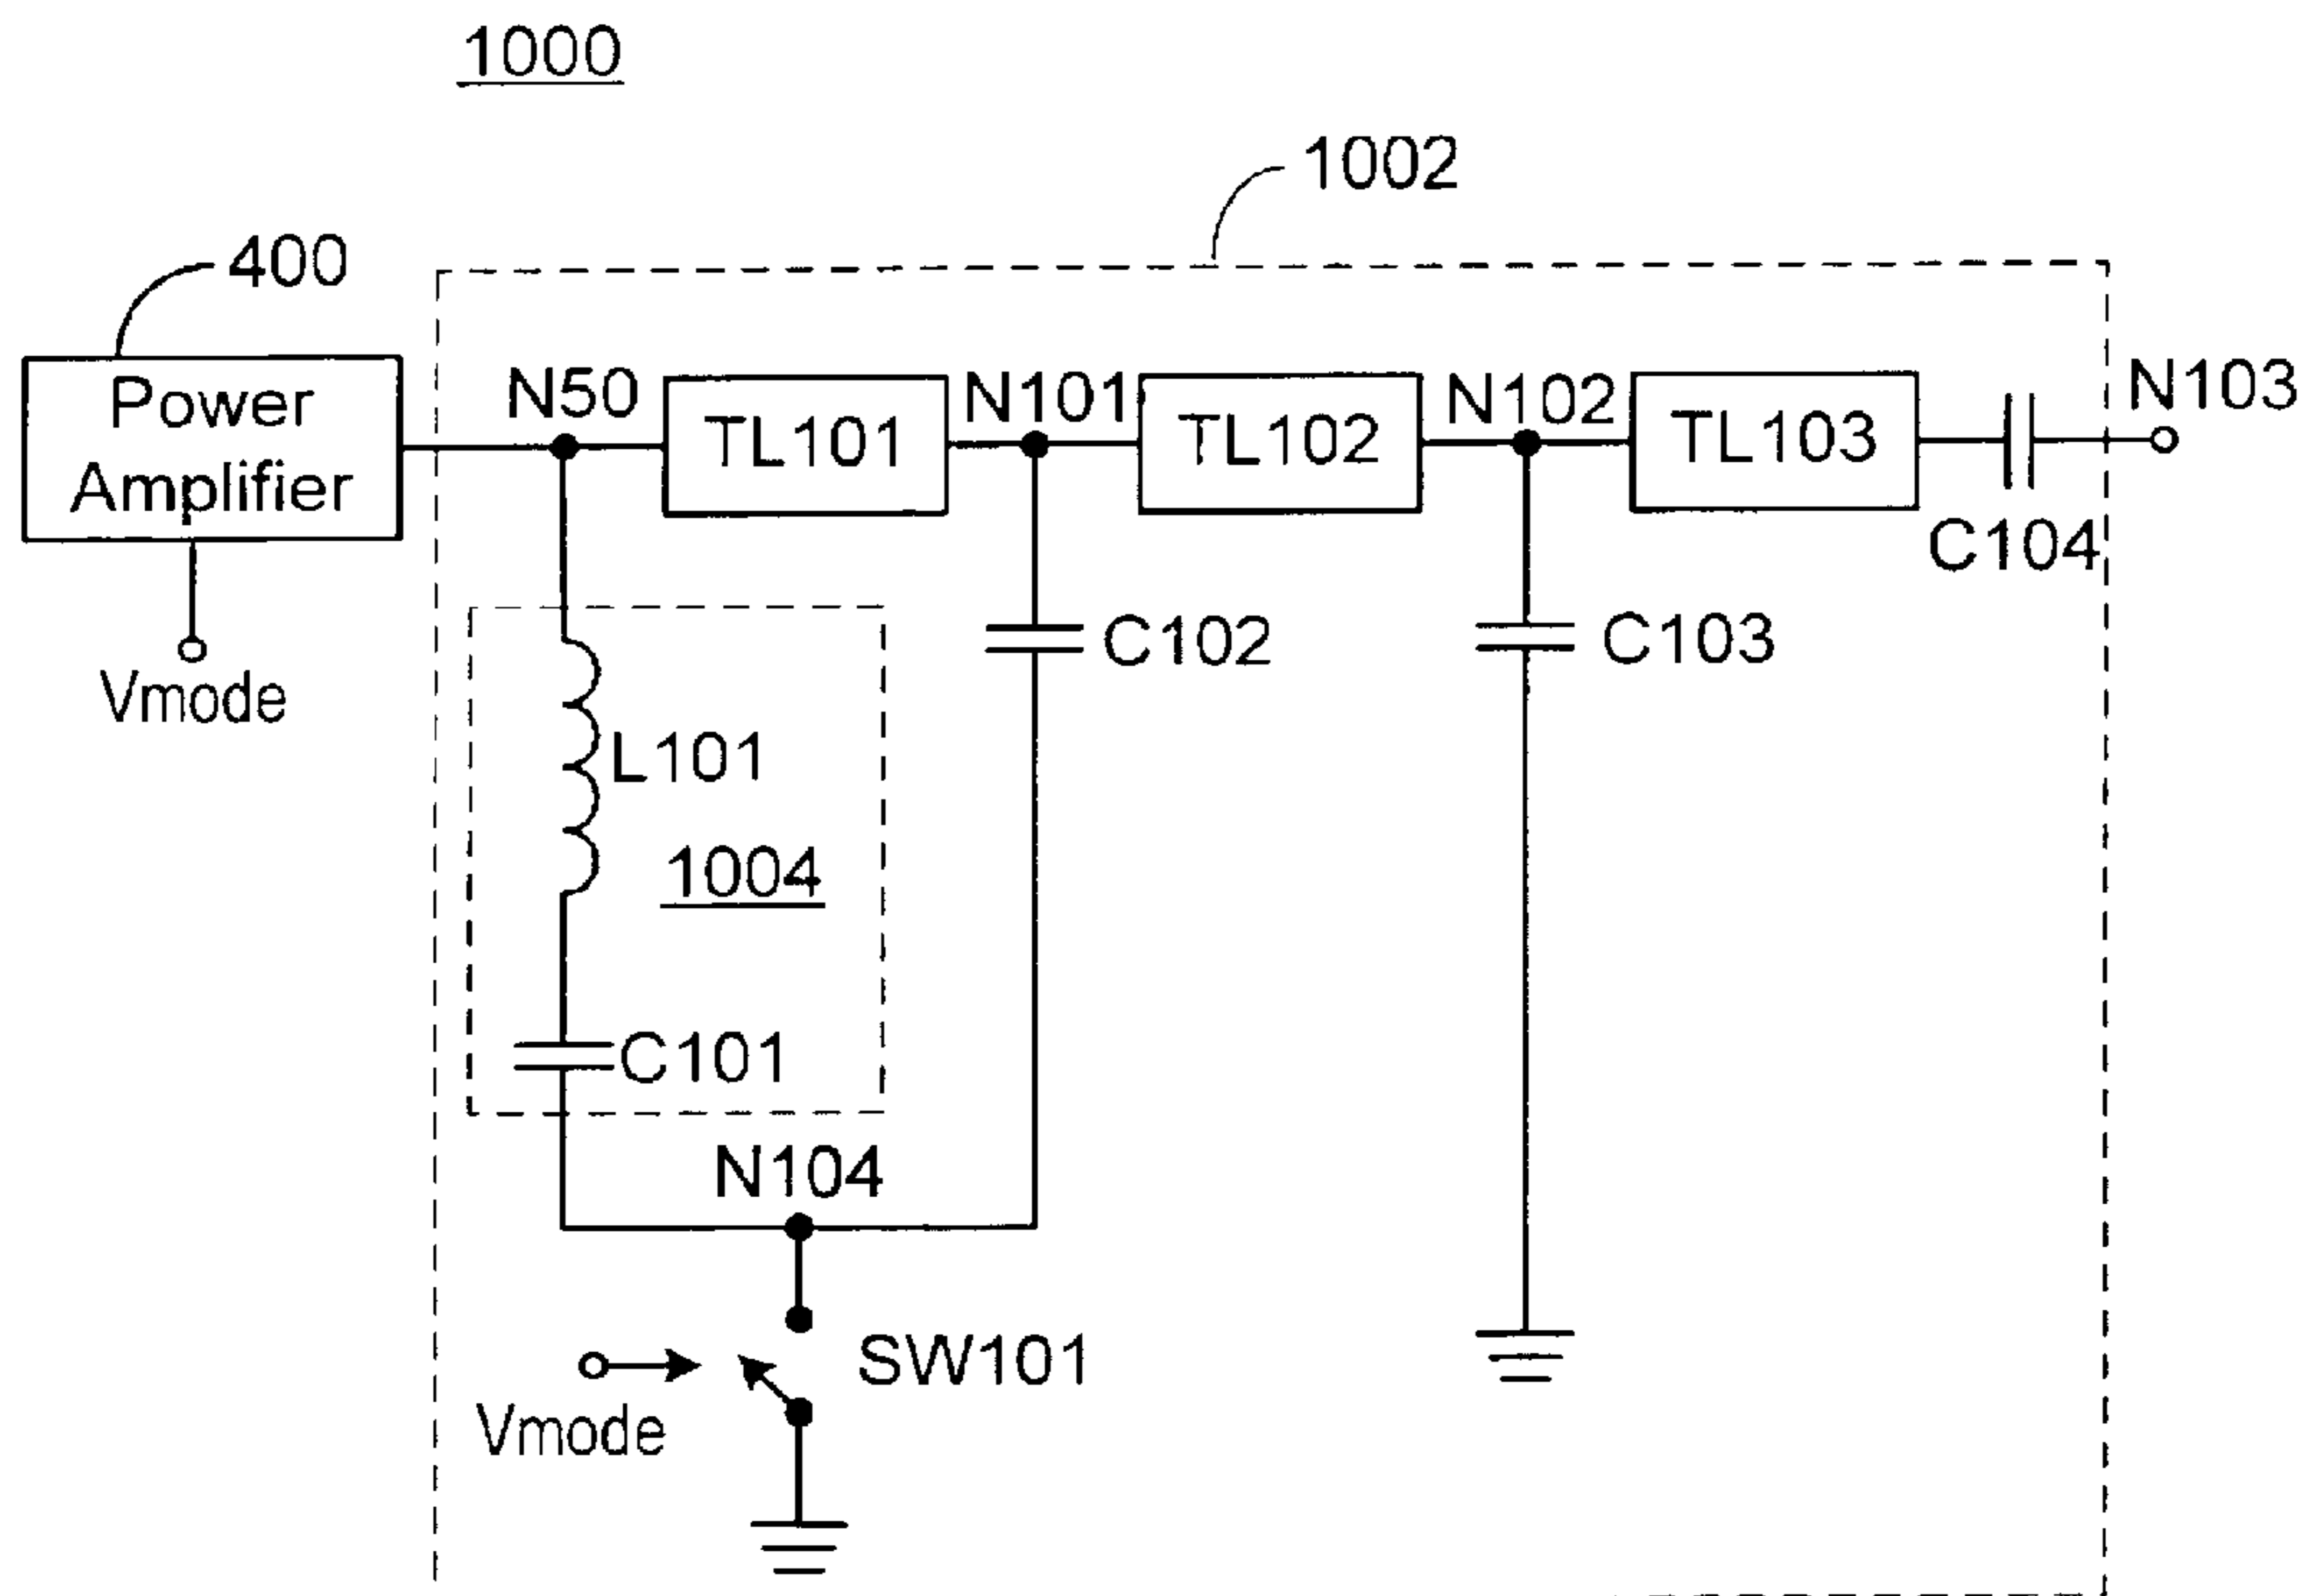 1000
1002
400
Power
Amplifier
N50
TL101
N101
TL102
N102
TL103
N103
C104
Vmode
C102
C103
L101
1004
C101
N104
SW101
Vmode